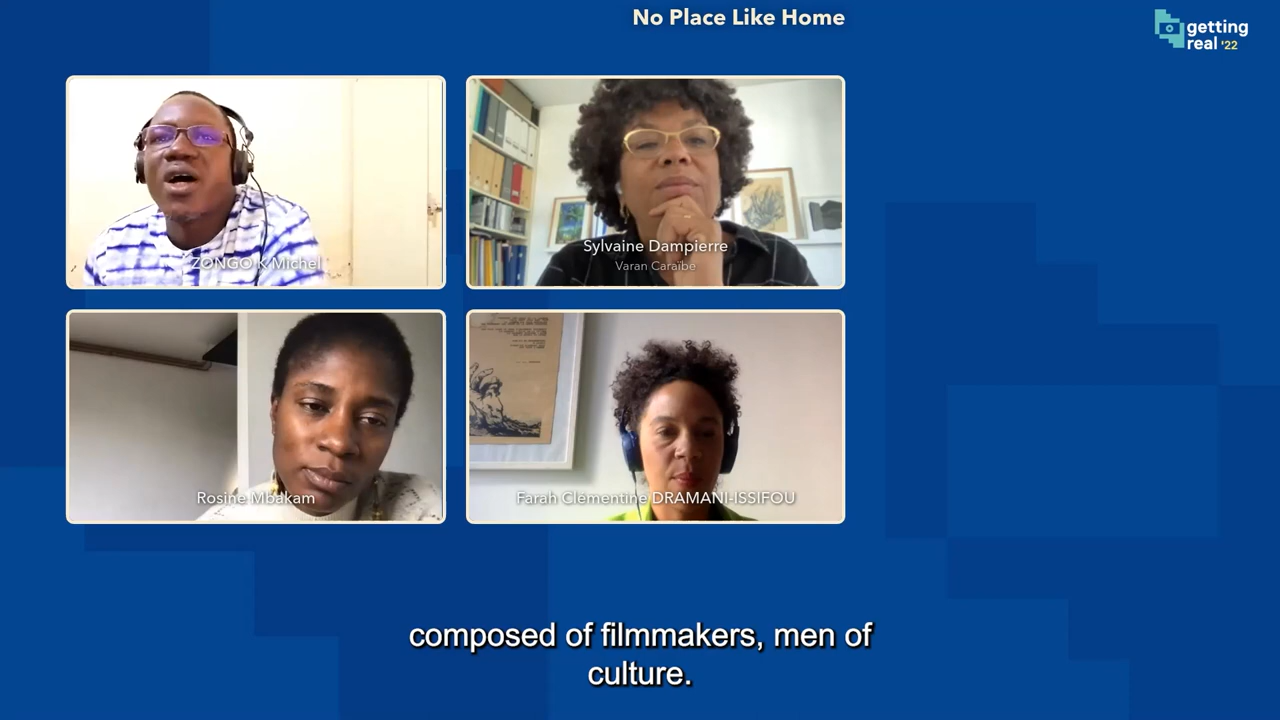 No Place Like Home
getting
real '22
ZONGO K Michel
Sylvaine Dampierre
Varan Caraïbe
Rosine Mbakam
Farah Clémentine DRAMANI-ISSIFOU
composed of filmmakers, men of
culture.